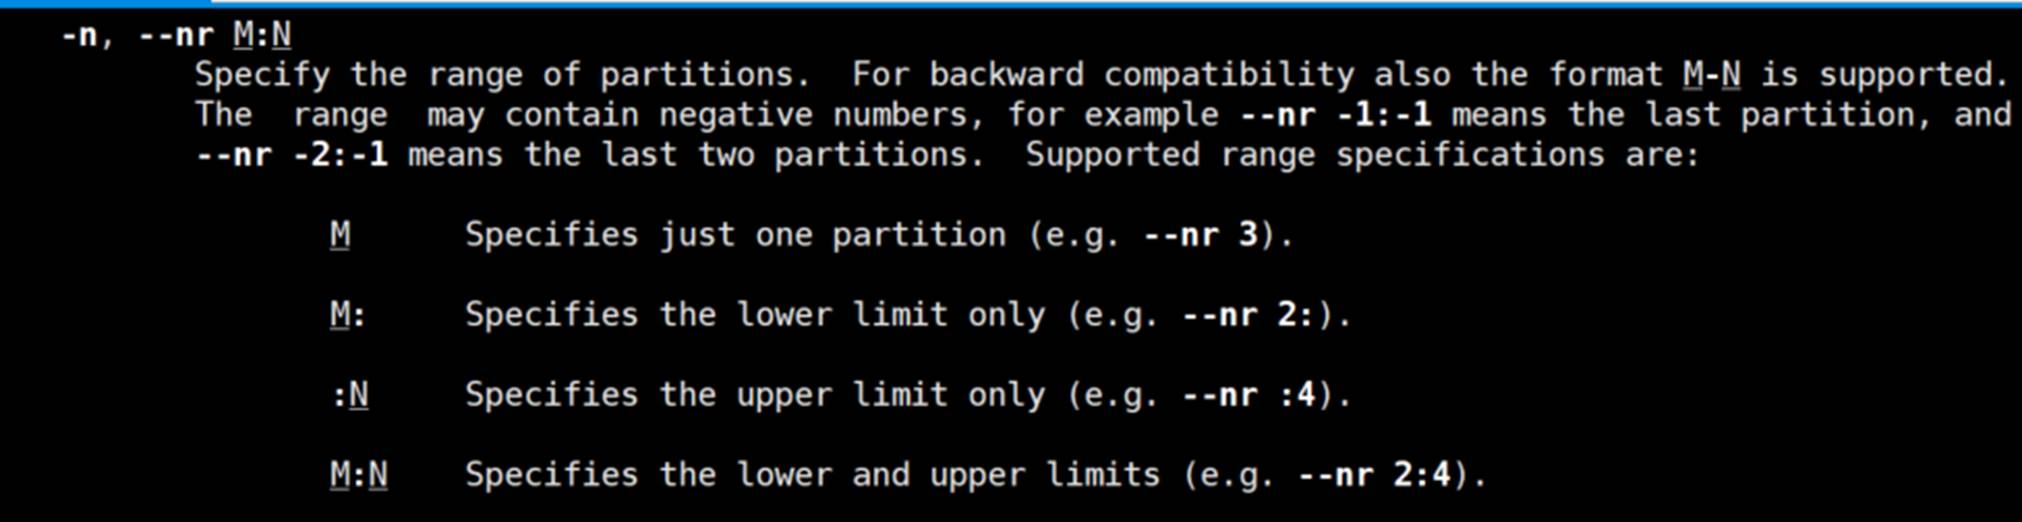 -n, --nr M:N
Specify the range of partitions.  For backward compatibility also the format M-N is supported.
The  range  may contain negative numbers, for example --nr -1:-1 means the last partition, and
--nr -2:-1 means the last two partitions.  Supported range specifications are:
M    Specifies just one partition (e.g. --nr 3).
M:    Specifies the lower limit only (e.g. --nr 2:).
:N    Specifies the upper limit only (e.g. --nr :4).
M:N    Specifies the lower and upper limits (e.g. --nr 2:4).